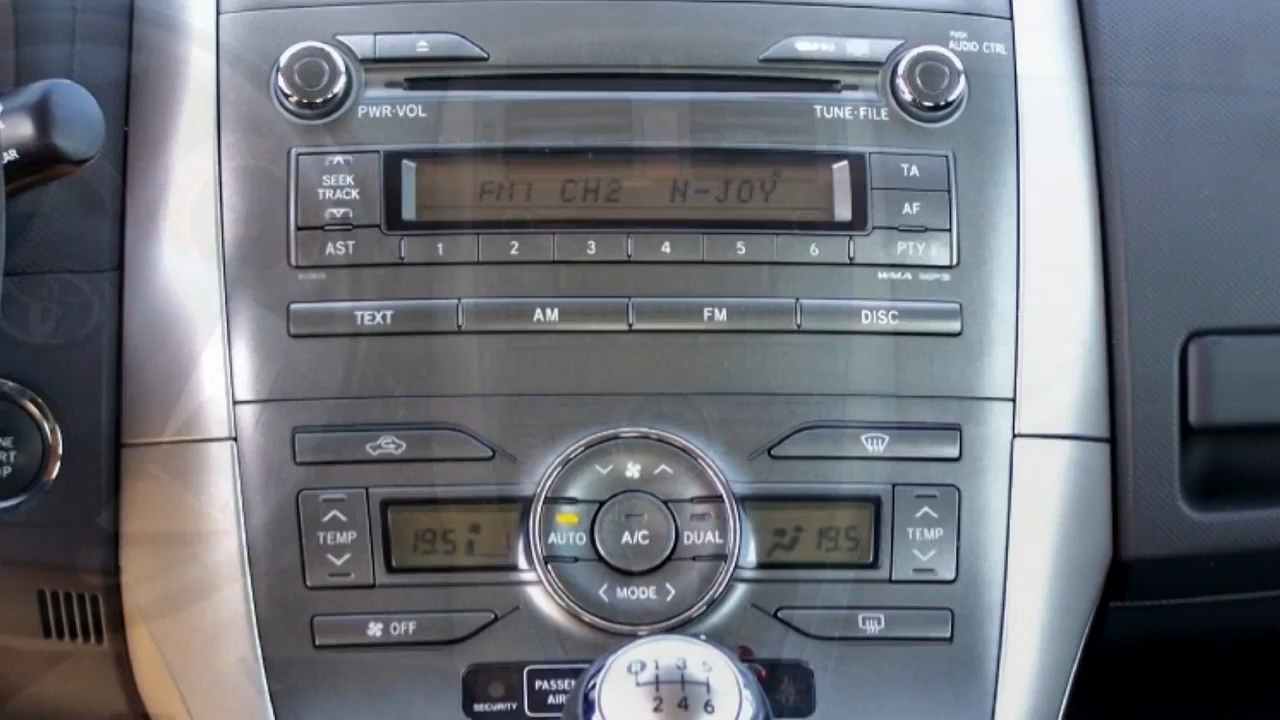 PUSH
AUDIO CTRL
PWR·VOL
TUNE·FILE
SEEK
TRACK
TA
AF
FM1 CH2 N-JOY
AST 1 2 3 4 5 6 PTY
WMA MP3
TEXT AM FM DISC
TEMP
19.5
AUTO
A/C
DUAL
19.5
TEMP
< MODE >
OFF
SECURITY
R 1 3 5
2 4 6